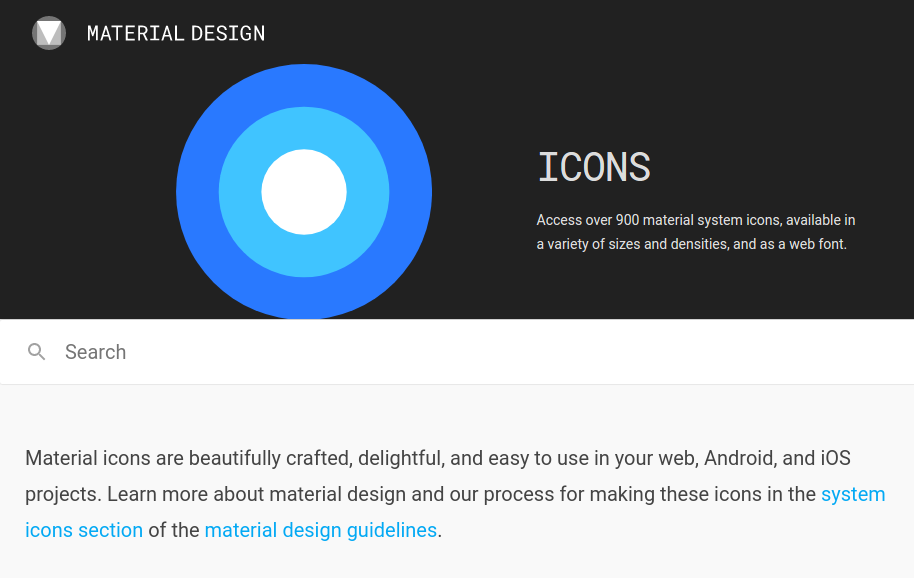 MATERIAL DESIGN
ICONS
Access over 900 material system icons, available in
a variety of sizes and densities, and as a web font.
Search
Material icons are beautifully crafted, delightful, and easy to use in your web, Android, and iOS
projects. Learn more about material design and our process for making these icons in the system
icons section of the material design guidelines.